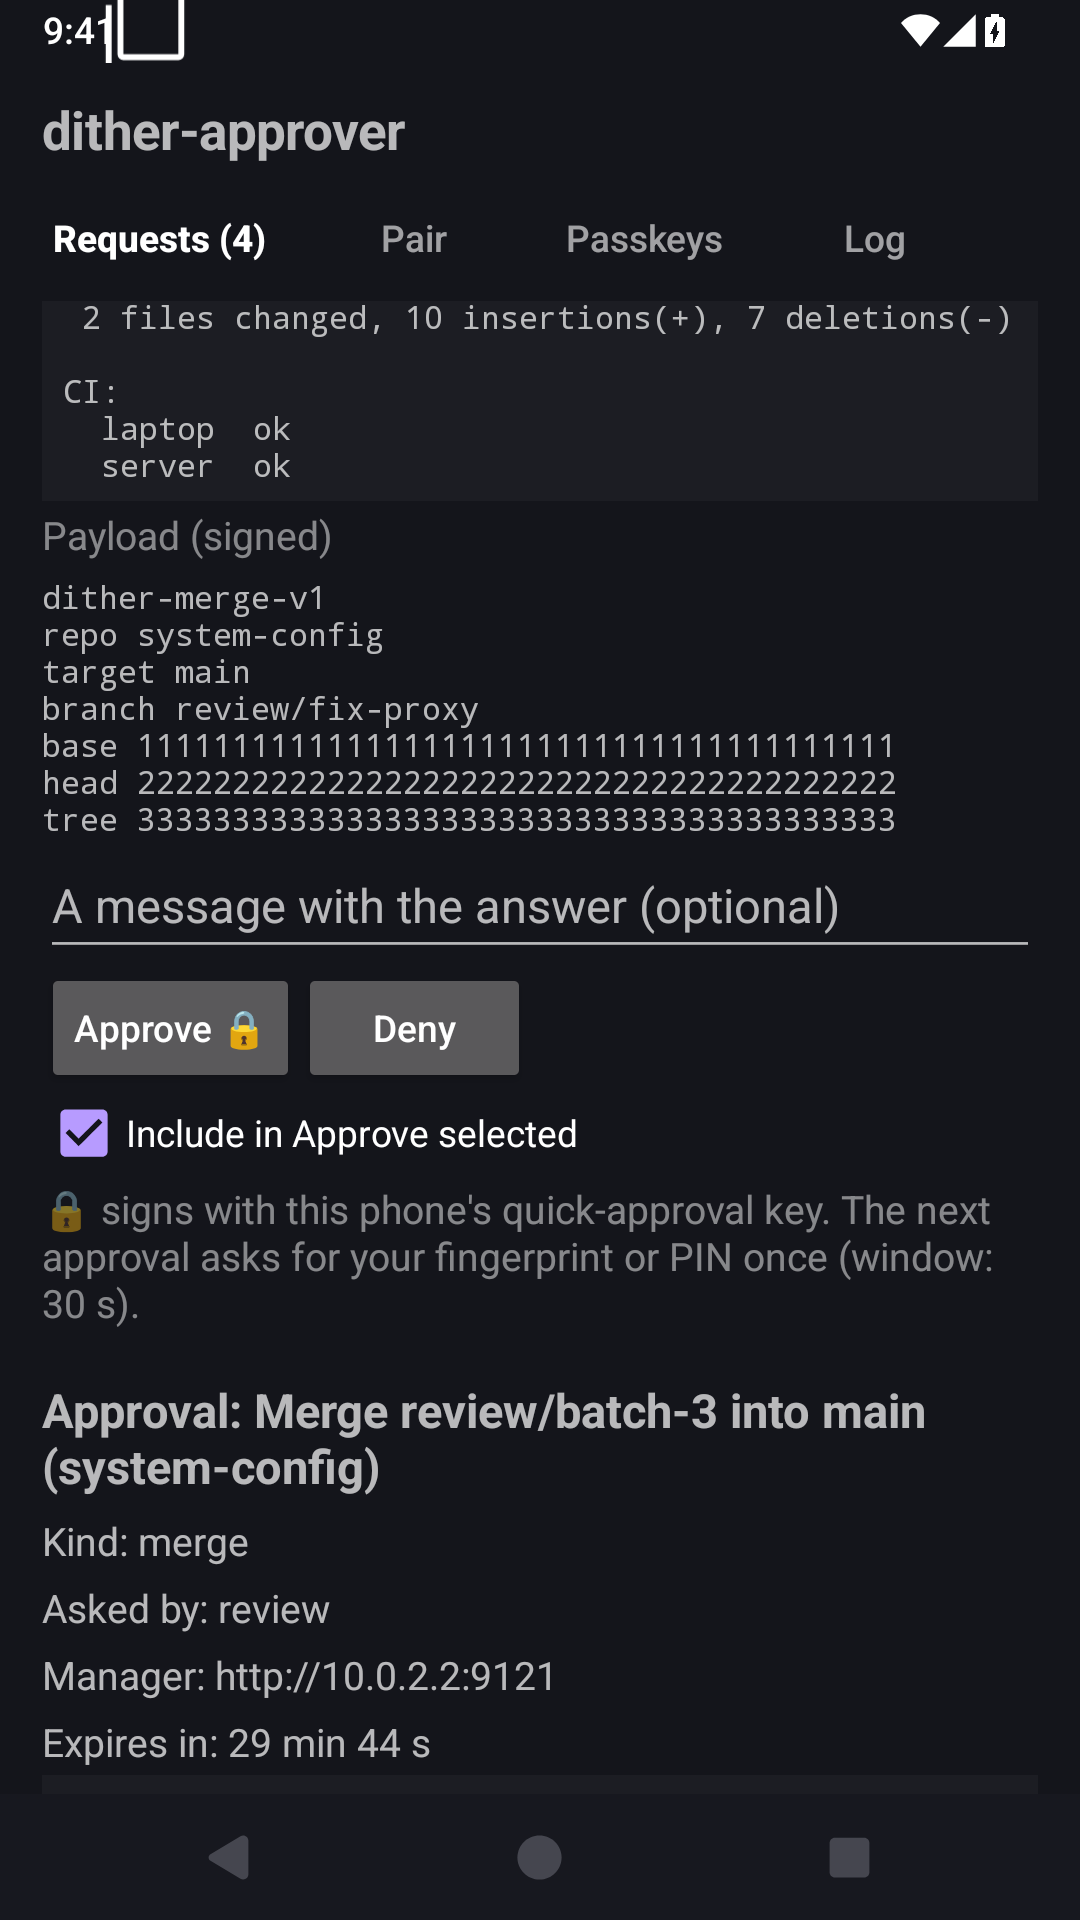 9:41
dither-approver
Requests (4) Pair Passkeys Log
2 files changed, 10 insertions(+), 7 deletions(-)
CI:
laptop ok
server ok
Payload (signed)
dither-merge-v1
repo system-config
target main
branch review/fix-proxy
base 1111111111111111111111111111111111111111
head 2222222222222222222222222222222222222222
tree 3333333333333333333333333333333333333333
A message with the answer (optional)
Approve 🔒 Deny
Include in Approve selected
🔒 signs with this phone's quick-approval key. The next
approval asks for your fingerprint or PIN once (window:
30 s).
Approval: Merge review/batch-3 into main
(system-config)
Kind: merge
Asked by: review
Manager: http://10.0.2.2:9121
Expires in: 29 min 44 s